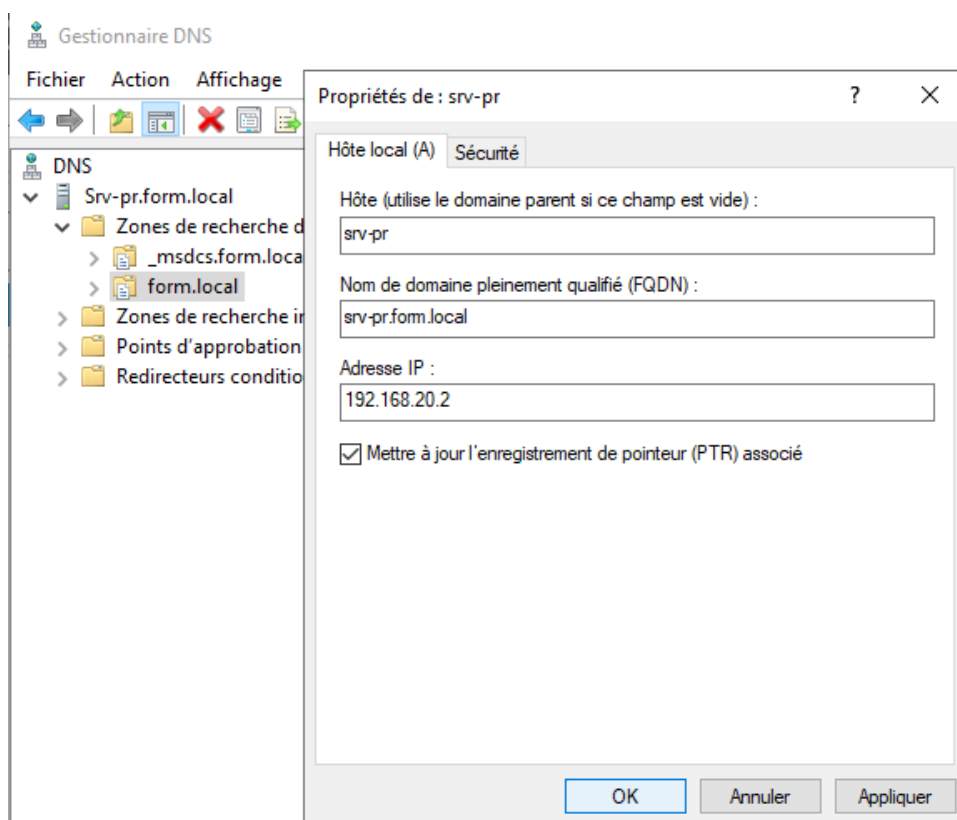 Gestionnaire DNS
Fichier Action Affichage
DNS
Srv-pr.form.local
Zones de recherche d
_msdcs.form.loca
form.local
Zones de recherche ir
Points d'approbation
Redirecteurs conditio
Propriétés de : srv-pr ?
Hôte local (A) Sécurité
Hôte (utilise le domaine parent si ce champ est vide) :
srv-pr
Nom de domaine pleinement qualifié (FQDN) :
srv-pr.form.local
Adresse IP :
192.168.20.2
Mettre à jour l'enregistrement de pointeur (PTR) associé
OK Annuler Appliquer